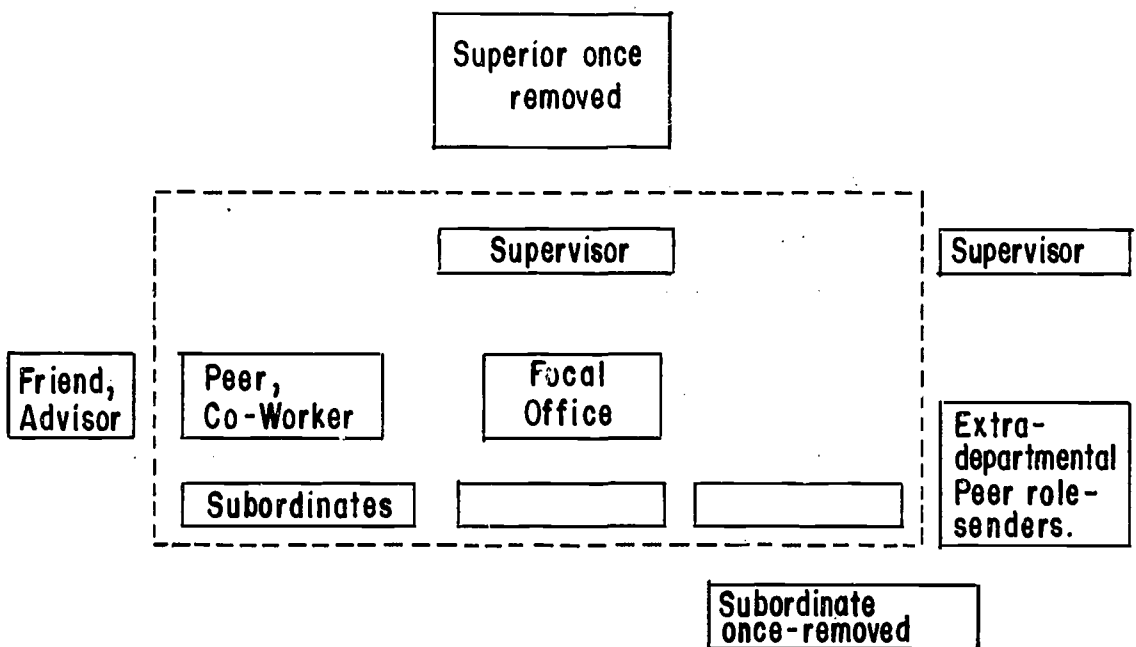 Superior once
removed
Supervisor
Supervisor
Friend,
Advisor
Peer,
Co-Worker
Focal
Office
Extra-
departmental
Peer role-
senders.
Subordinates
Subordinate
once-removed